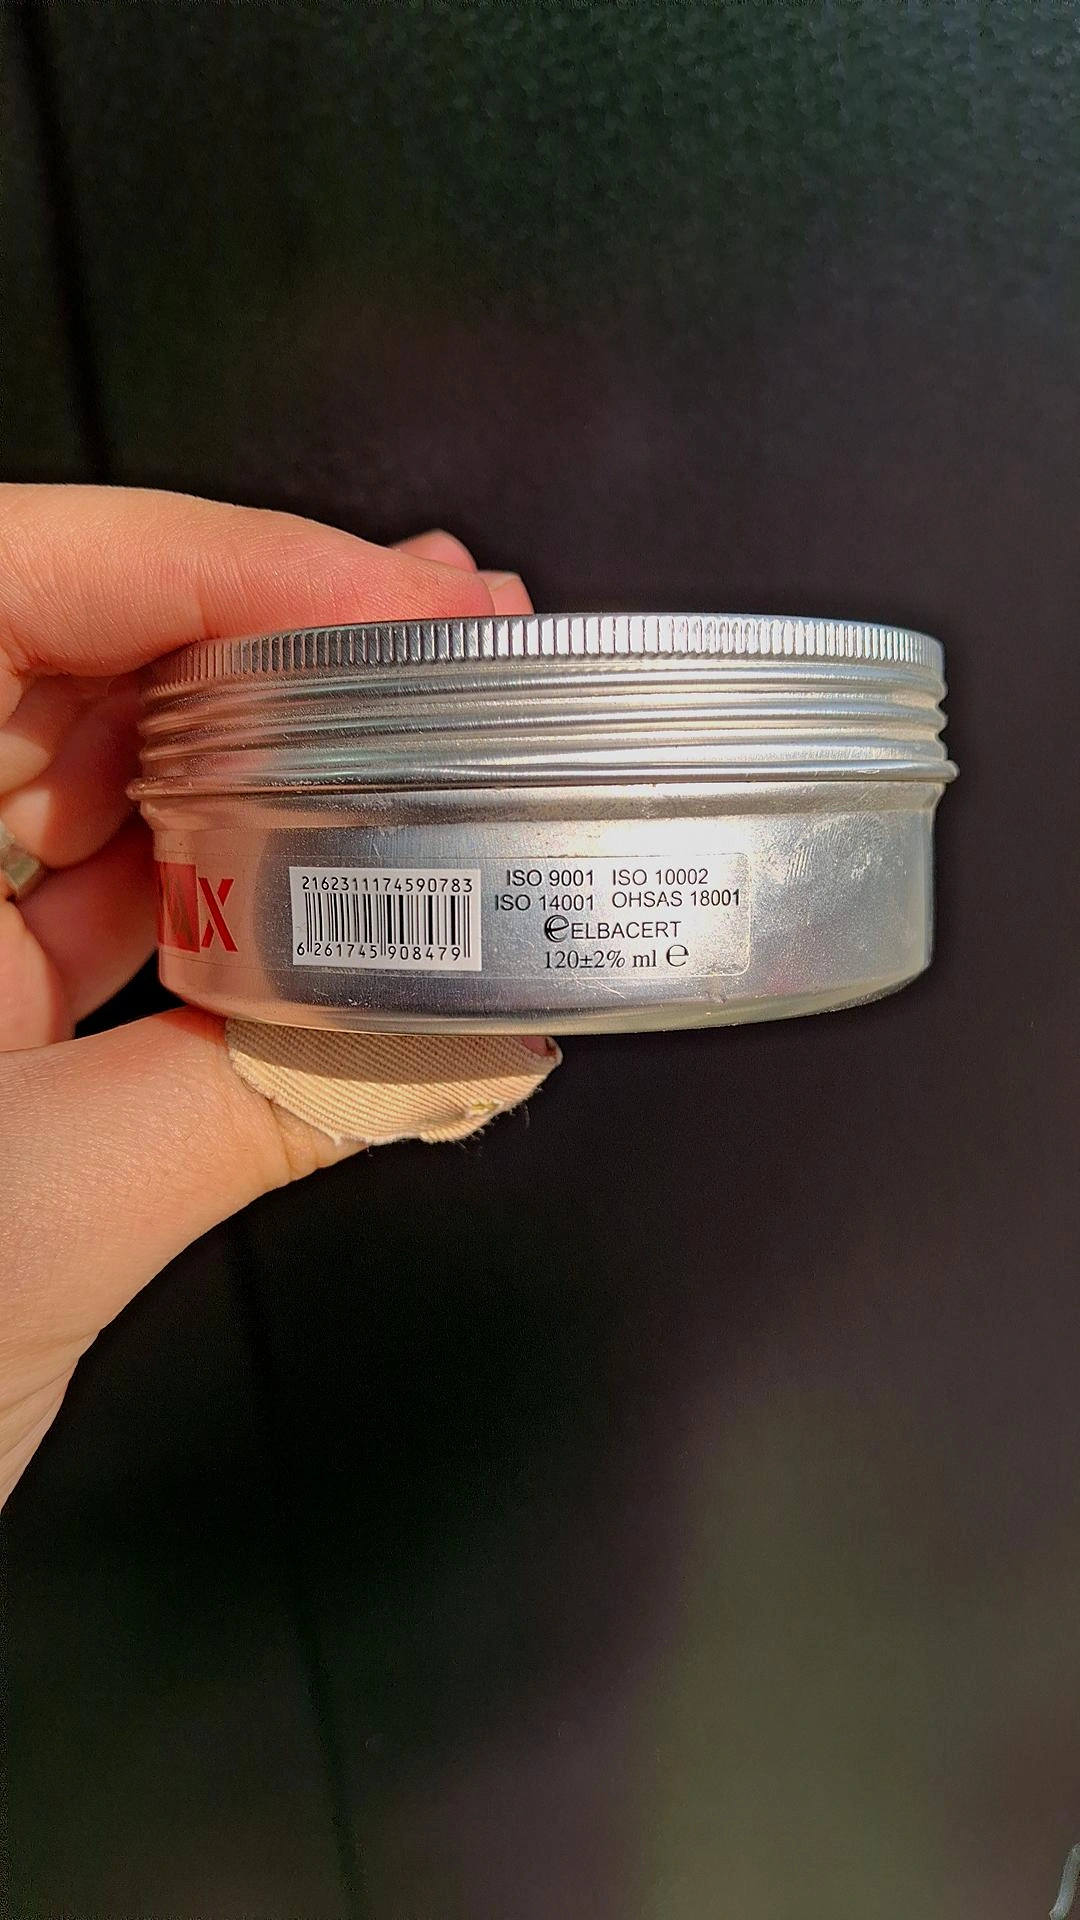 X
2162311174590783
6 261745 908479
ISO 9001 ISO 10002
ISO 14001 OHSAS 18001
ELBACERT
120±2% ml ℮